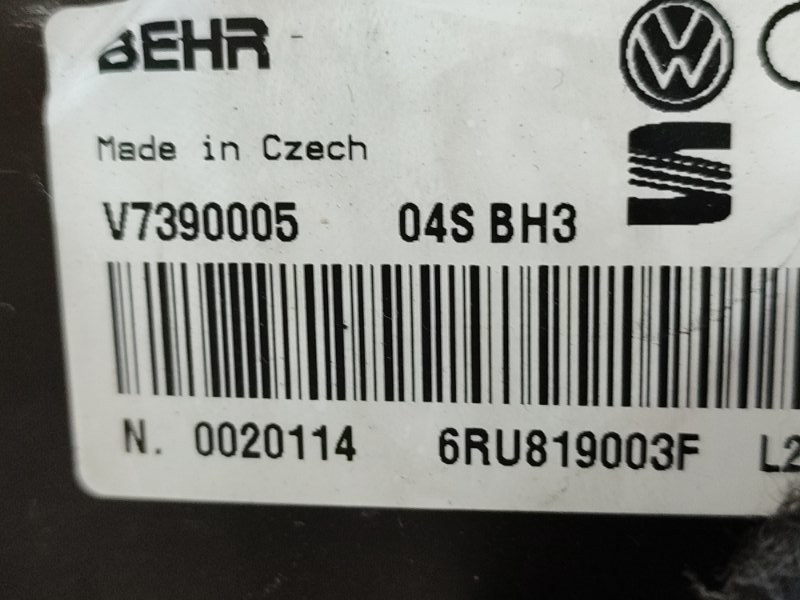 BEHR
Made in Czech
V7390005 04S BH3
N. 0020114 6RU819003F L2